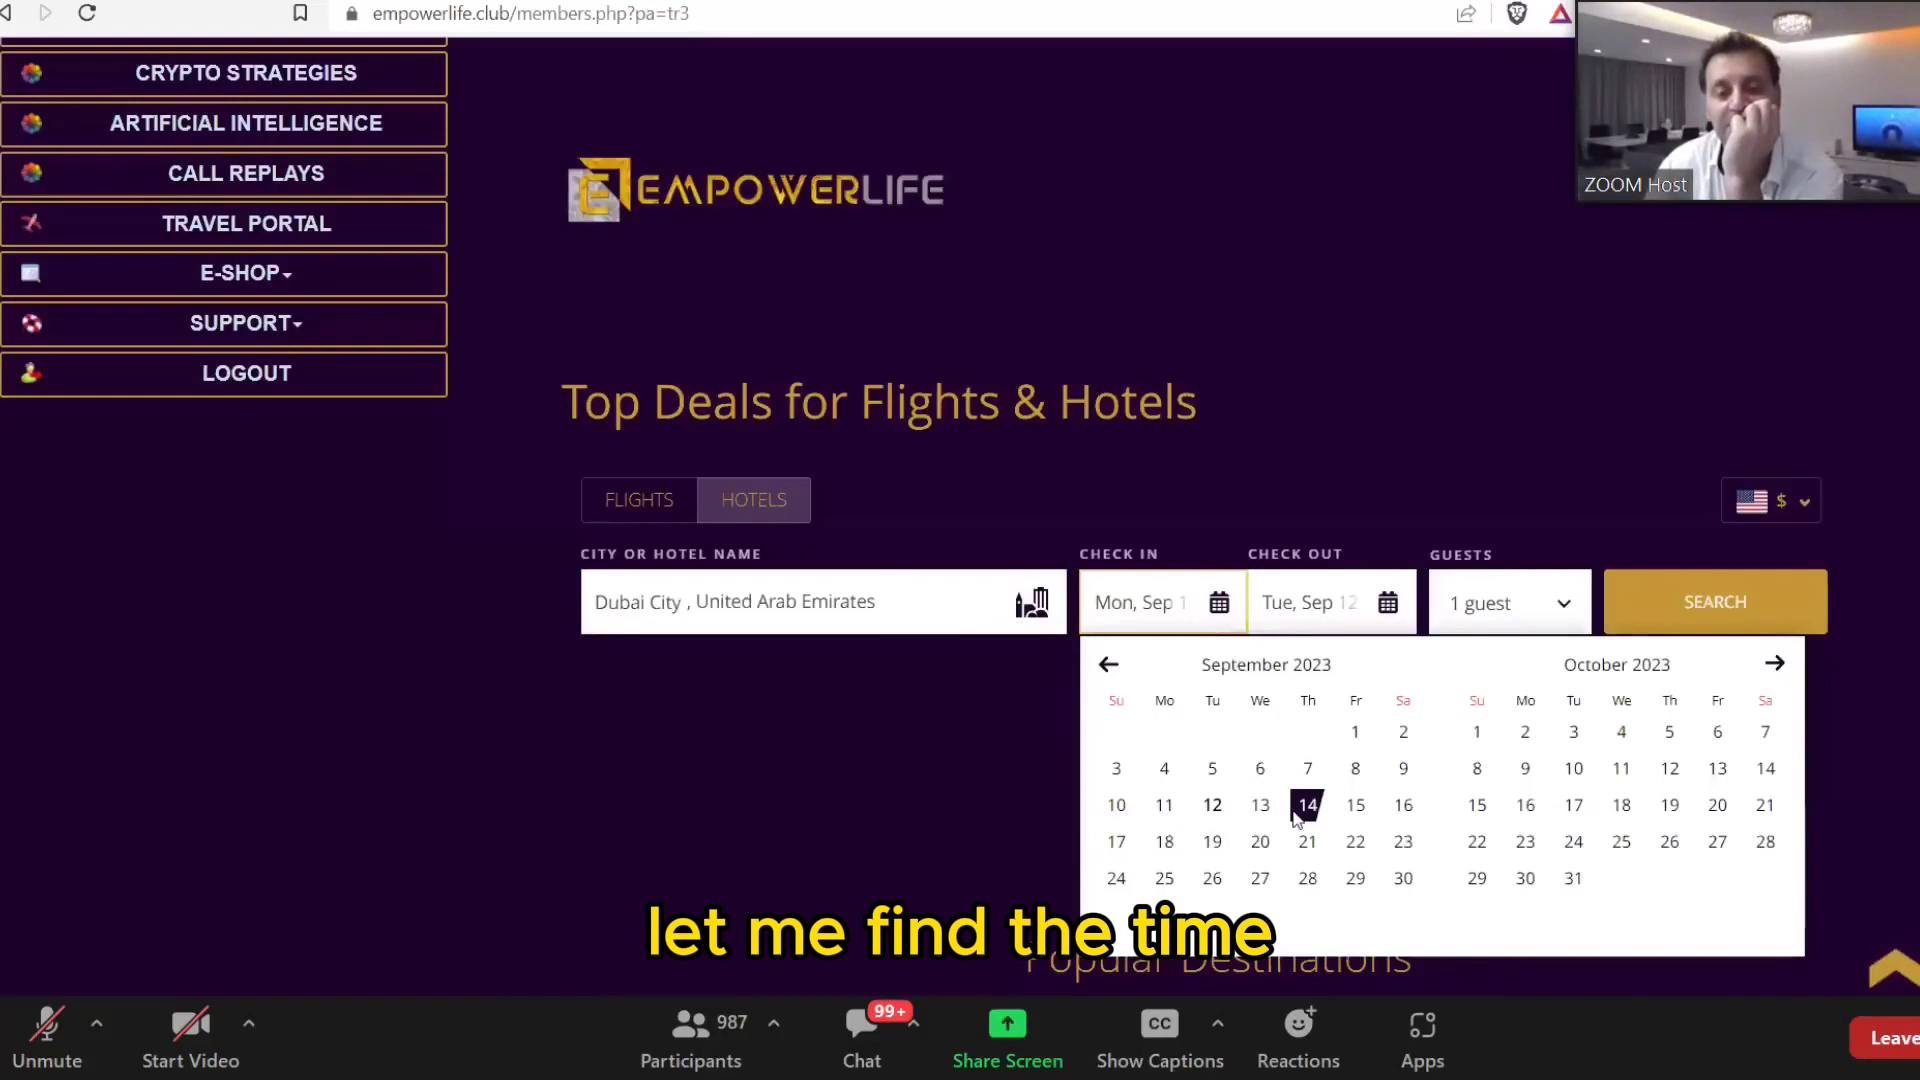 empowerlife.club/members.php?pa=tr3
CRYPTO STRATEGIES
ARTIFICIAL INTELLIGENCE
CALL REPLAYS
TRAVEL PORTAL
E-SHOP
SUPPORT
LOGOUT
EMPOWERLIFE
ZOOM Host
Top Deals for Flights & Hotels
FLIGHTS HOTELS
$
CITY OR HOTEL NAME CHECK IN CHECK OUT GUESTS
Dubai City , United Arab Emirates Mon, Sep 1 Tue, Sep 12 1 guest SEARCH
September 2023 October 2023
Su Mo Tu We Th Fr Sa Su Mo Tu We Th Fr Sa
1 2 1 2 3 4 5 6 7
3 4 5 6 7 8 9 8 9 10 11 12 13 14
10 11 12 13 14 15 16 15 16 17 18 19 20 21
17 18 19 20 21 22 23 22 23 24 25 26 27 28
24 25 26 27 28 29 30 29 30 31
let me find the time
Popular Destinations
987 99+ CC
Unmute Start Video Participants Chat Share Screen Show Captions Reactions Apps Leave